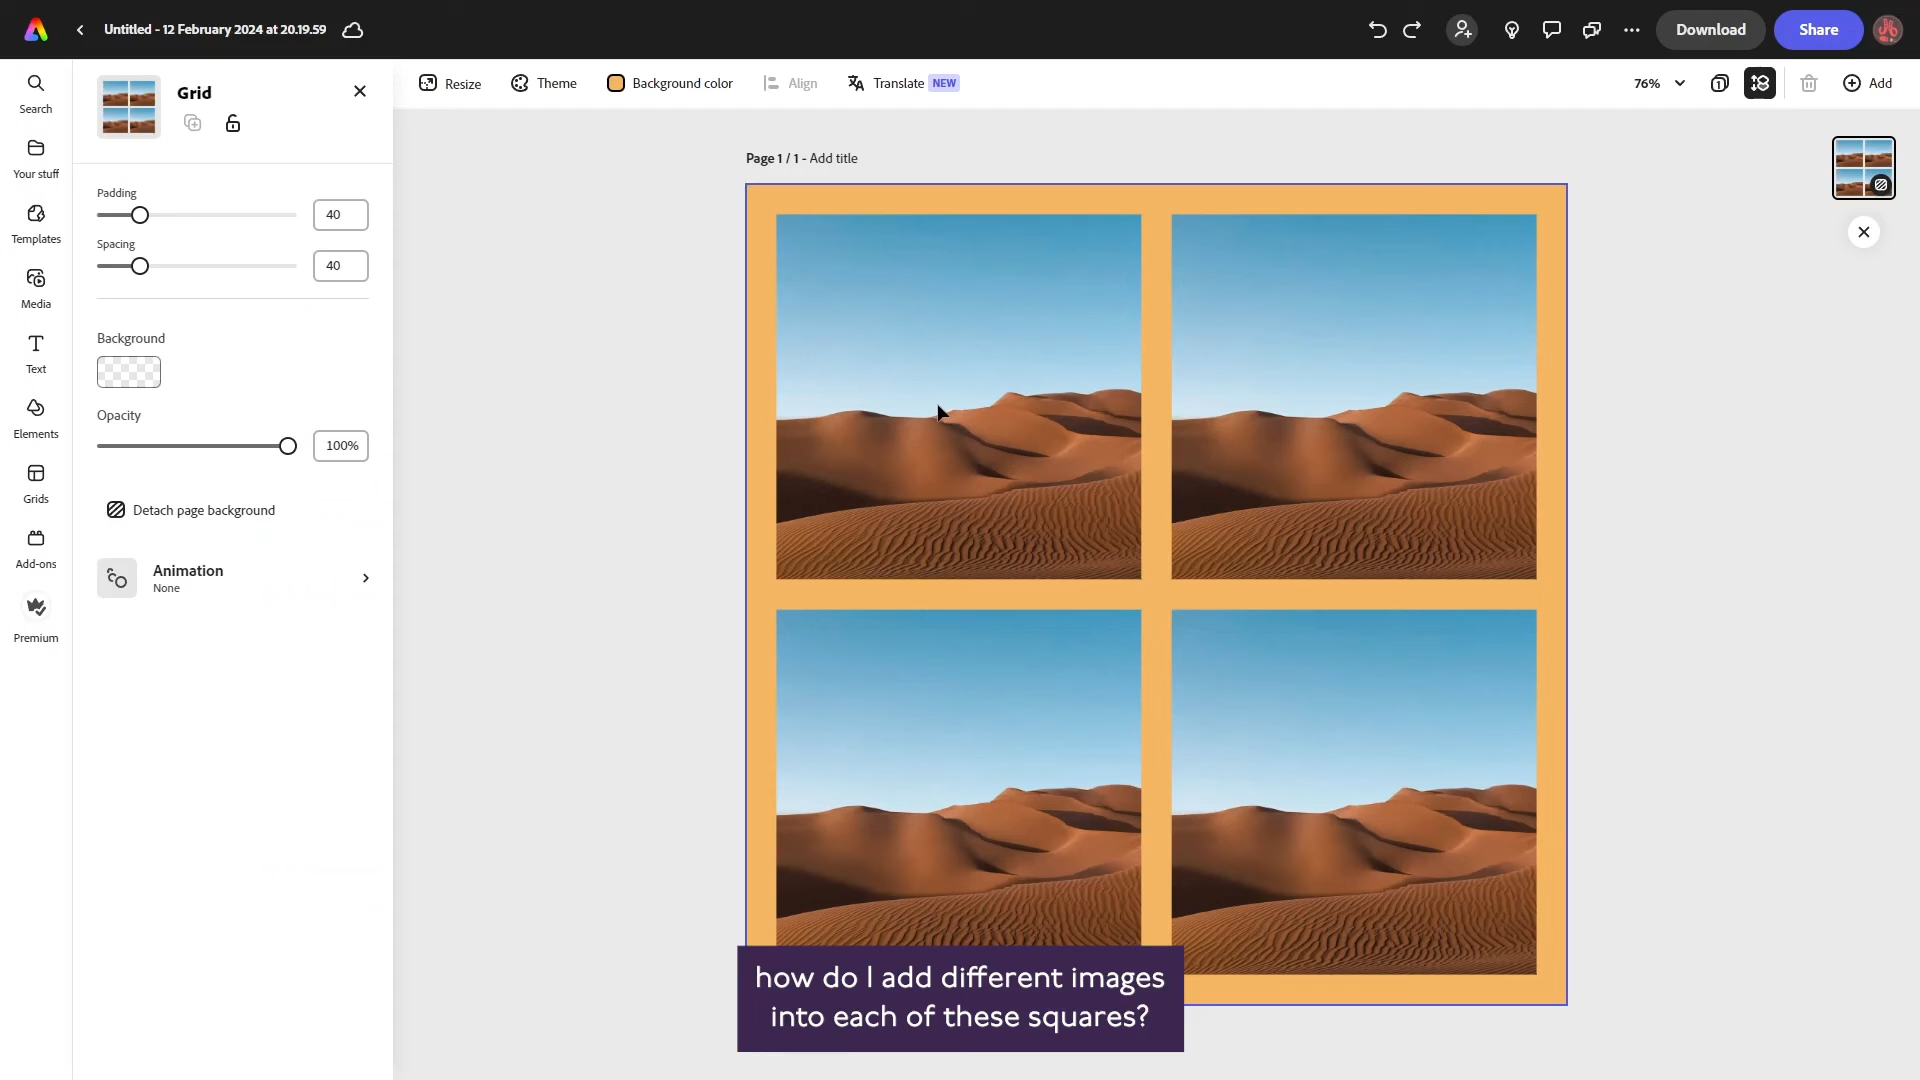 Untitled - 12 February 2024 at 20.19.59
Download
Share
Search
Your stuff
Templates
Media
Text
Elements
Grids
Add-ons
Premium
Grid
Padding
40
Spacing
40
Background
Opacity
100%
Detach page background
Animation
None
Resize
Theme
Background color
Align
Translate NEW
76%
1
Add
Page 1 / 1 - Add title
how do I add different images
into each of these squares?